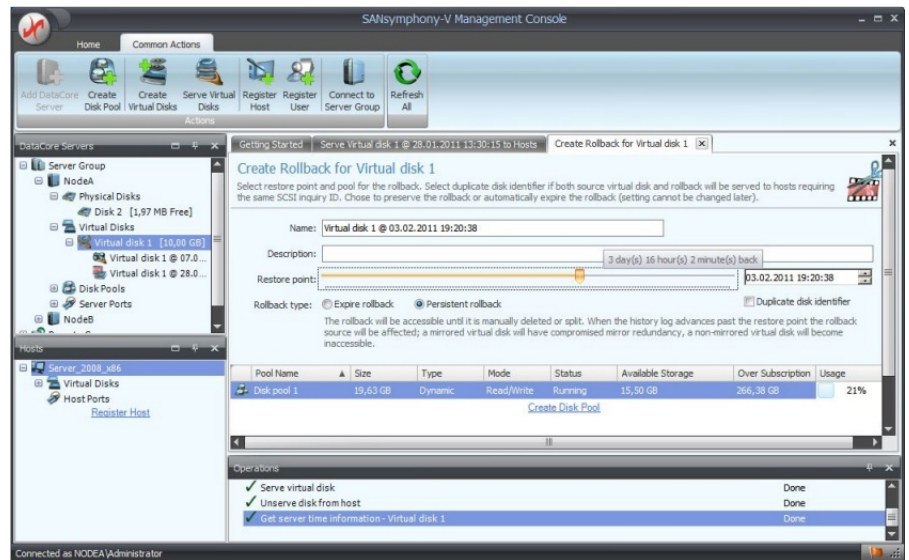 SANsymphony-V Management Console
Home Common Actions
Add DataCore Server
Create Disk Pool
Create Virtual Disks
Serve Virtual Disks
Register Host
Register User
Connect to Server Group
Refresh All
Actions
DataCore Servers
Server Group
NodeA
Physical Disks
Disk 2 [1,97 MB Free]
Virtual Disks
Virtual disk 1 [10,00 GB]
Virtual disk 1 @ 07.0...
Virtual disk 1 @ 28.0...
Disk Pools
Server Ports
NodeB
Hosts
Server_2008_x86
Virtual Disks
Host Ports
Register Host
Getting Started Serve Virtual disk 1 @ 28.01.2011 13:30:15 to Hosts Create Rollback for Virtual disk 1
Create Rollback for Virtual disk 1
Select restore point and pool for the rollback. Select duplicate disk identifier if both source virtual disk and rollback will be served to hosts requiring
the same SCSI inquiry ID. Chose to preserve the rollback or automatically expire the rollback (setting cannot be changed later).
Name: Virtual disk 1 @ 03.02.2011 19:20:38
Description:
3 day(s) 16 hour(s) 2 minute(s) back
Restore point: 03.02.2011 19:20:38
Rollback type: Expire rollback Persistent rollback Duplicate disk identifier
The rollback will be accessible until it is manually deleted or split. When the history log advances past the restore point the rollback
source will be affected; a mirrored virtual disk will have compromised mirror redundancy, a non-mirrored virtual disk will become
inaccessible.
Pool Name Size Type Mode Status Available Storage Over Subscription Usage
Disk pool 1 19,63 GB Dynamic Read/Write Running 15,50 GB 266,38 GB 21%
Create Disk Pool
Operations
Serve virtual disk Done
Unserve disk from host Done
Get server time information - Virtual disk 1 Done
Connected as NODEA\Administrator